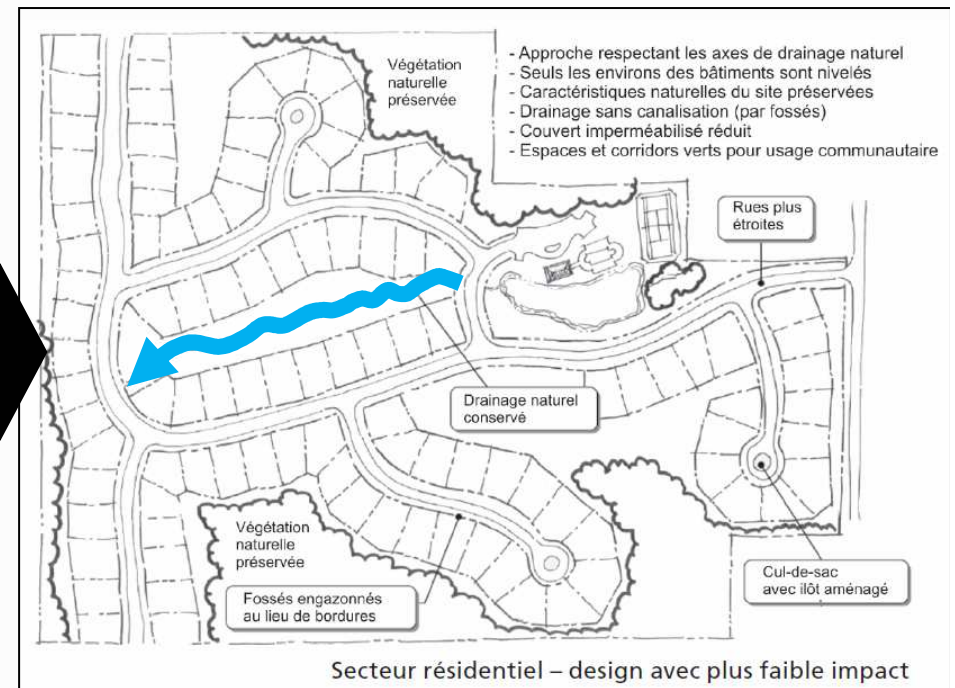 Végétation
naturelle
préservée
- Approche respectant les axes de drainage naturel
- Seuls les environs des bâtiments sont nivelés
- Caractéristiques naturelles du site préservées
- Drainage sans canalisation (par fossés)
- Couvert imperméabilisé réduit
- Espaces et corridors verts pour usage communautaire
Rues plus
étroites
Drainage naturel
conservé
Végétation
naturelle
préservée
Fossés engazonnés
au lieu de bordures
Cul-de-sac
avec ilôt aménagé
Secteur résidentiel – design avec plus faible impact